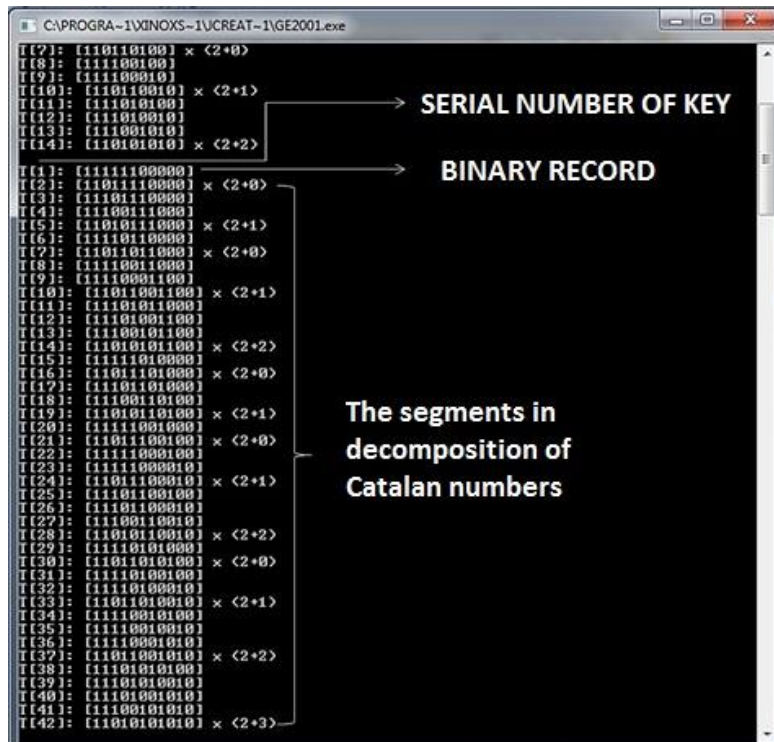 C:\PROGRA~1\XINOXS~1\JCREAT~1\GE2001.exe
T[7]: [110110100] x (2+0)
T[8]: [111100100]
T[9]: [111100010]
T[10]: [110110010] x (2+1)
T[11]: [111010100]
T[12]: [111010010]
T[13]: [111001010]
T[14]: [110101010] x (2+2)
SERIAL NUMBER OF KEY
T[1]: [11111100000]
BINARY RECORD
T[2]: [11011110000] x (2+0)
T[3]: [11101110000]
T[4]: [11100111000]
T[5]: [11010111000] x (2+1)
T[6]: [11110110000]
T[7]: [11011011000] x (2+0)
T[8]: [11110011000]
T[9]: [11110001100]
T[10]: [11011001100] x (2+1)
T[11]: [11101011000]
T[12]: [11101001100]
T[13]: [11100101100]
T[14]: [11010101100] x (2+2)
T[15]: [11111010000]
T[16]: [11011101000] x (2+0)
T[17]: [11101101000]
T[18]: [11100110100]
T[19]: [11010110100] x (2+1)
T[20]: [11111001000]
T[21]: [11011100100] x (2+0)
T[22]: [11111000100]
T[23]: [11111000010]
T[24]: [11011100010] x (2+1)
T[25]: [11101100100]
T[26]: [11101100010]
T[27]: [11100110010]
T[28]: [11010110010] x (2+2)
T[29]: [11110101000]
T[30]: [11011010100] x (2+0)
T[31]: [11110100100]
T[32]: [11110100010]
T[33]: [11011010010] x (2+1)
T[34]: [11110010100]
T[35]: [11110010010]
T[36]: [11110001010]
T[37]: [11011001010] x (2+2)
T[38]: [11101010100]
T[39]: [11101010010]
T[40]: [11101001010]
T[41]: [11100101010]
T[42]: [11010101010] x (2+3)
The segments in
decomposition of
Catalan numbers